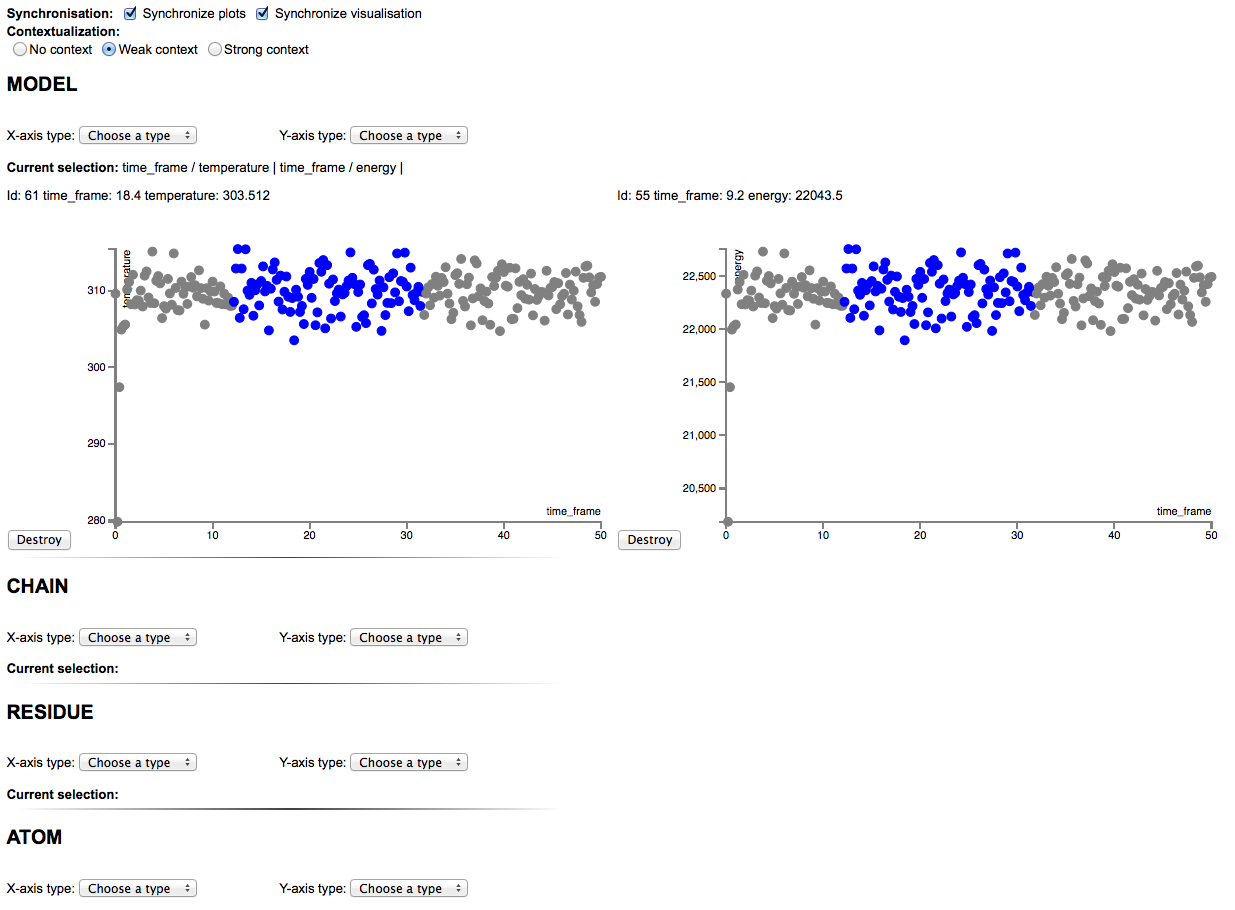 Synchronisation: Synchronize plots Synchronize visualisation
Contextualization:
No context Weak context Strong context
MODEL
X-axis type: Choose a type Y-axis type: Choose a type
Current selection: time_frame / temperature | time_frame / energy |
Id: 61 time_frame: 18.4 temperature: 303.512
Id: 55 time_frame: 9.2 energy: 22043.5
temperature
310
300
290
280
time_frame
0 10 20 30 40 50
Destroy
energy
22,500
22,000
21,500
21,000
20,500
time_frame
0 10 20 30 40 50
Destroy
CHAIN
X-axis type: Choose a type Y-axis type: Choose a type
Current selection:
RESIDUE
X-axis type: Choose a type Y-axis type: Choose a type
Current selection:
ATOM
X-axis type: Choose a type Y-axis type: Choose a type